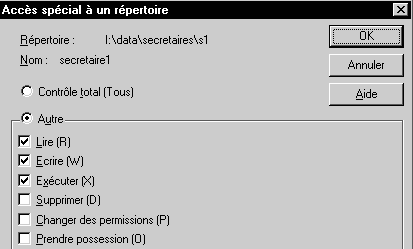 Accès spécial à un répertoire
Répertoire : I:\data\secretaires\s1
OK
Nom : secretaire1
Annuler
Contrôle total (Tous)
Aide
Autre
Lire (R)
Ecrire (W)
Exécuter (X)
Supprimer (D)
Changer des permissions (P)
Prendre possession (O)